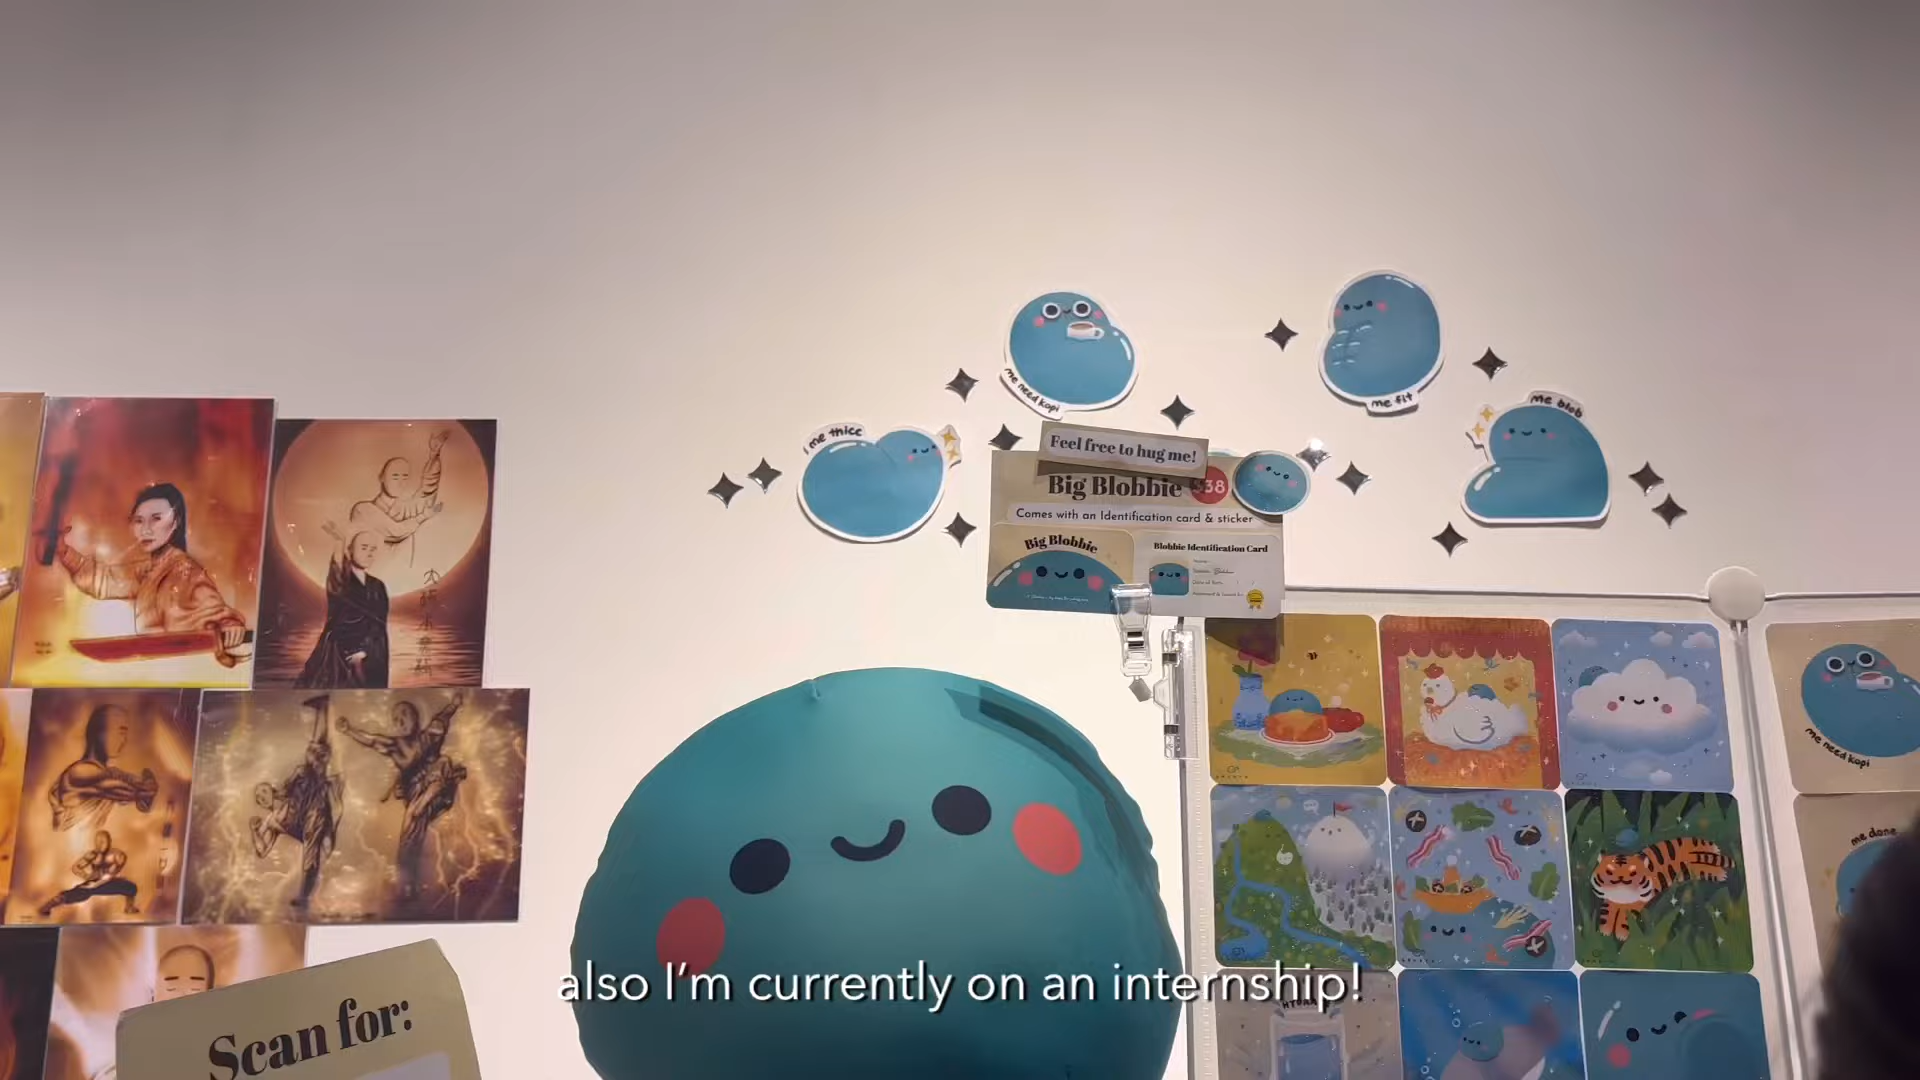 me need kopi
me fit
me blob
me thicc
Feel free to hug me!
Big Blobbie $38
Comes with an Identification card & sticker
Big Blobbie
Blobbie Identification Card
me need kopi
me done
also I'm currently on an internship!
Scan for: